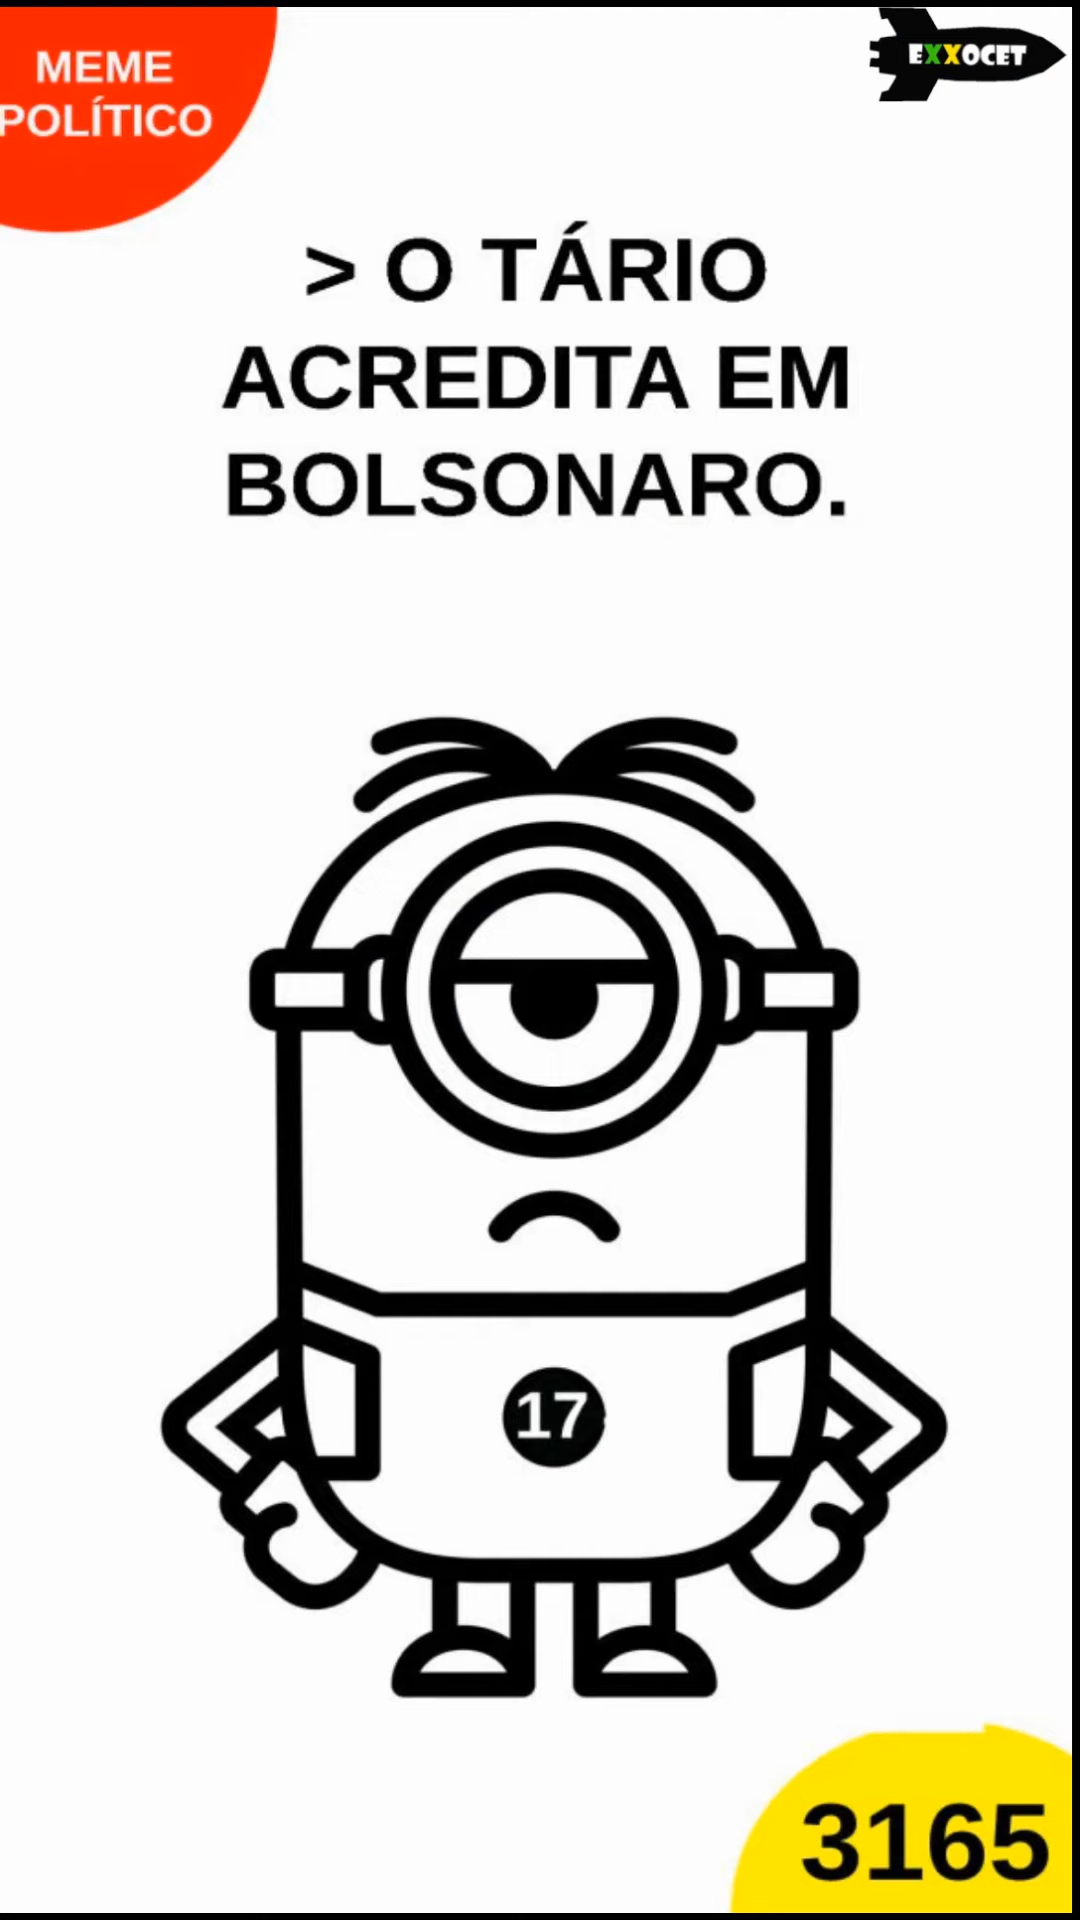 MEME
POLÍTICO
EXXOCET
> O TÁRIO
ACREDITA EM
BOLSONARO.
17
3165